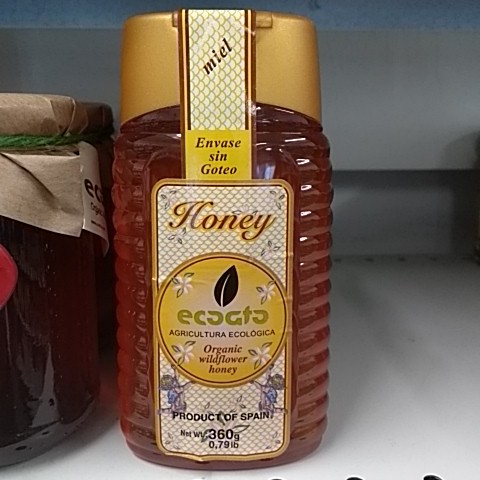 miel
Envase
sin
Goteo
Honey
ecoato
AGRICULTURA ECOLÓGICA
Organic
wildflower
honey
PRODUCT OF SPAIN
Net Wt. 360g
0,79 lb